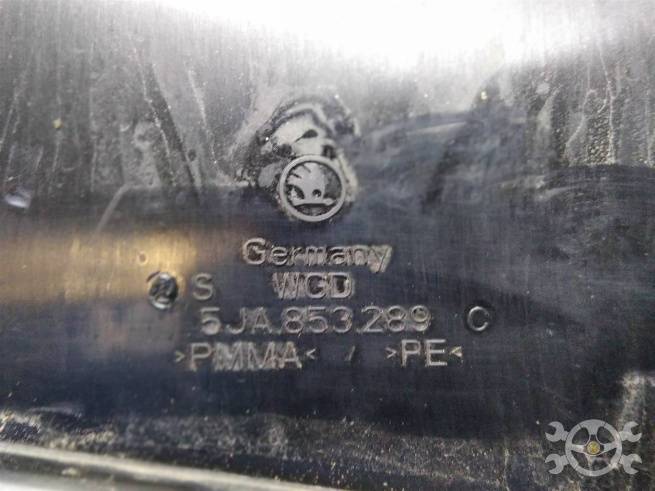 Germany
S WGD
5JA.853.289 C
>PMMA< / >PE<